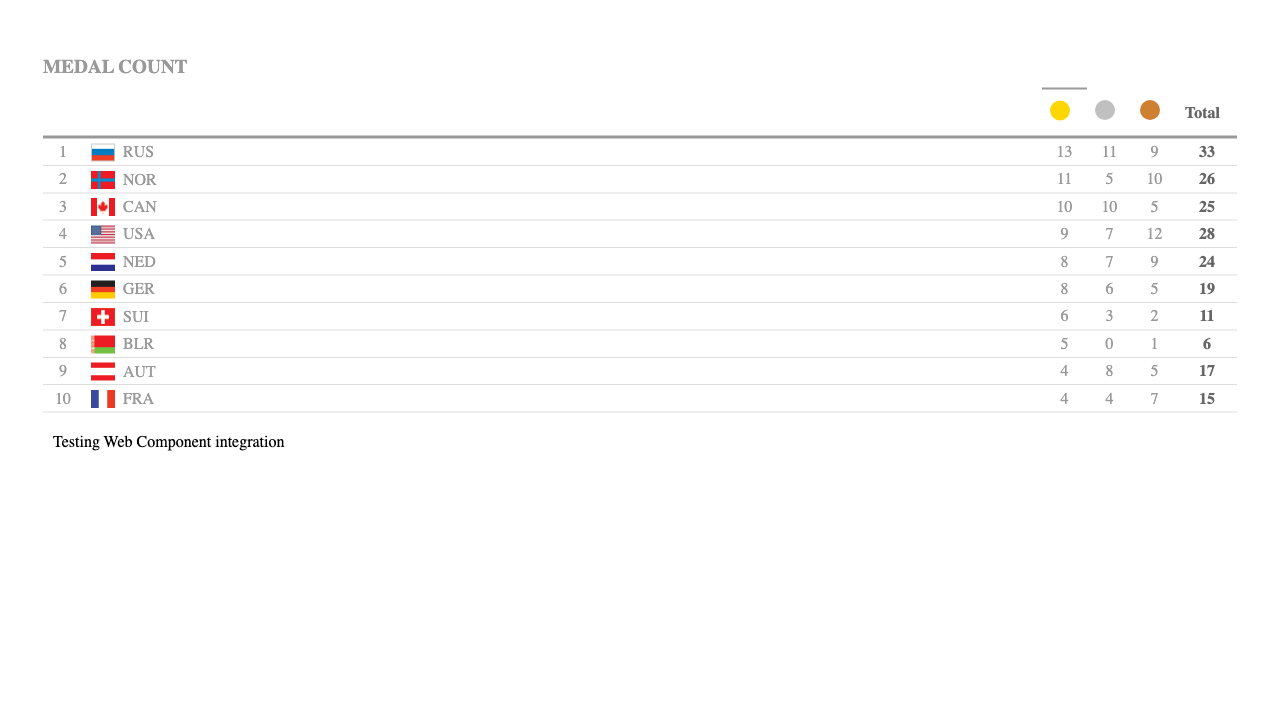 MEDAL COUNT
Total
1 RUS 13 11 9 33
2 NOR 11 5 10 26
3 CAN 10 10 5 25
4 USA 9 7 12 28
5 NED 8 7 9 24
6 GER 8 6 5 19
7 SUI 6 3 2 11
8 BLR 5 0 1 6
9 AUT 4 8 5 17
10 FRA 4 4 7 15
Testing Web Component integration